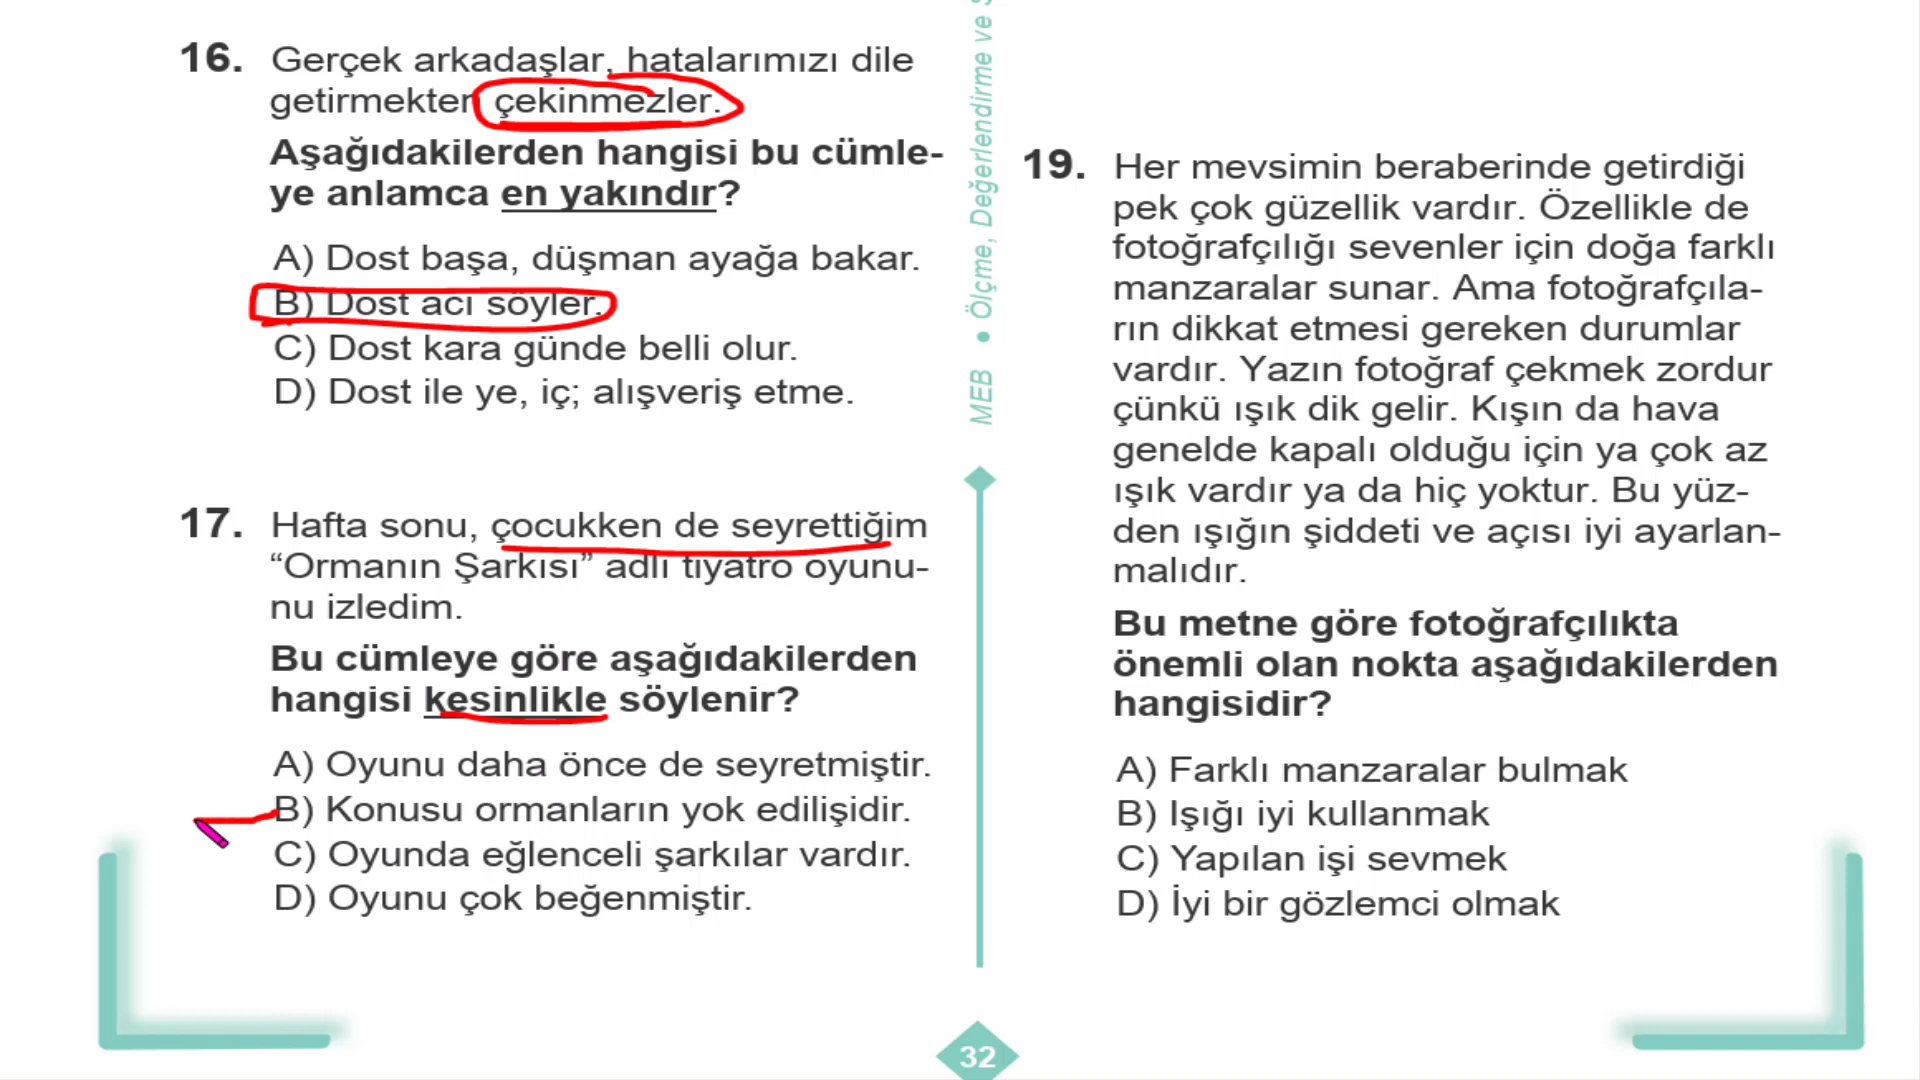 16. Gerçek arkadaşlar, hatalarımızı dile
getirmekten çekinmezler.
Aşağıdakilerden hangisi bu cümle-
ye anlamca en yakındır?
A) Dost başa, düşman ayağa bakar.
B) Dost acı söyler.
C) Dost kara günde belli olur.
D) Dost ile ye, iç; alışveriş etme.
17. Hafta sonu, çocukken de seyrettiğim
“Ormanın Şarkısı” adlı tiyatro oyunu-
nu izledim.
Bu cümleye göre aşağıdakilerden
hangisi kesinlikle söylenir?
A) Oyunu daha önce de seyretmiştir.
B) Konusu ormanların yok edilişidir.
C) Oyunda eğlenceli şarkılar vardır.
D) Oyunu çok beğenmiştir.
MEB • Ölçme, Değerlendirme ve
19. Her mevsimin beraberinde getirdiği
pek çok güzellik vardır. Özellikle de
fotoğrafçılığı sevenler için doğa farklı
manzaralar sunar. Ama fotoğrafçıla-
rın dikkat etmesi gereken durumlar
vardır. Yazın fotoğraf çekmek zordur
çünkü ışık dik gelir. Kışın da hava
genelde kapalı olduğu için ya çok az
ışık vardır ya da hiç yoktur. Bu yüz-
den ışığın şiddeti ve açısı iyi ayarlan-
malıdır.
Bu metne göre fotoğrafçılıkta
önemli olan nokta aşağıdakilerden
hangisidir?
A) Farklı manzaralar bulmak
B) Işığı iyi kullanmak
C) Yapılan işi sevmek
D) İyi bir gözlemci olmak
32